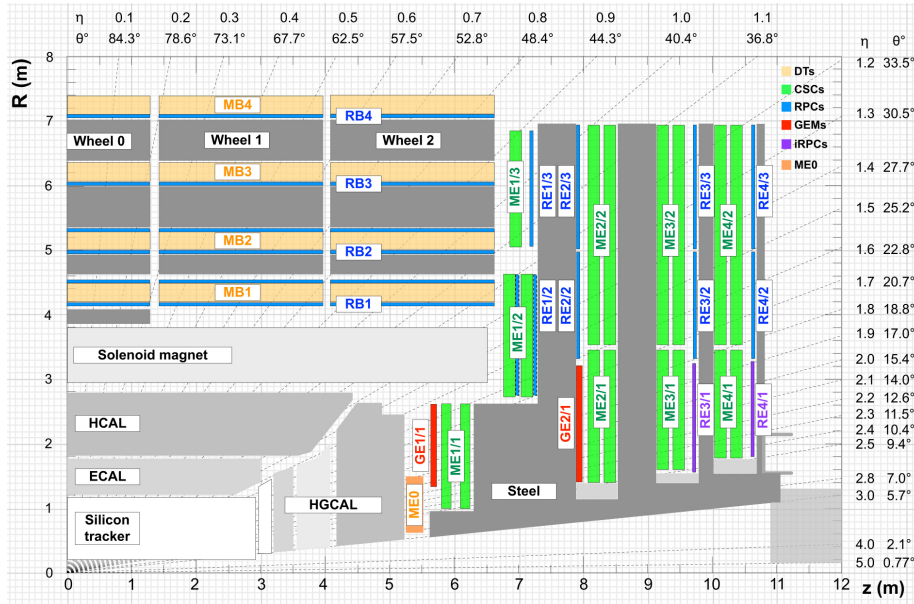 η 0.1 0.2 0.3 0.4 0.5 0.6 0.7 0.8 0.9 1.0 1.1 η θ°
θ° 84.3° 78.6° 73.1° 67.7° 62.5° 57.5° 52.8° 48.4° 44.3° 40.4° 36.8°
R (m)
8
7
6
5
4
3
2
1
0
1.2 33.5°
1.3 30.5°
1.4 27.7°
1.5 25.2°
1.6 22.8°
1.7 20.7°
1.8 18.8°
1.9 17.0°
2.0 15.4°
2.1 14.0°
2.2 12.6°
2.3 11.5°
2.4 10.4°
2.5 9.4°
2.8 7.0°
3.0 5.7°
4.0 2.1°
5.0 0.77°
DTs
CSCs
RPCs
GEMs
iRPCs
ME0
MB4
RB4
Wheel 0 Wheel 1 Wheel 2
MB3
RB3
MB2
RB2
MB1
RB1
Solenoid magnet
HCAL
ECAL
Silicon
tracker
HGCAL
Steel
ME0
GE1/1
ME1/1
ME1/2
ME1/3
RE1/3
RE2/3
RE1/2
RE2/2
GE2/1
ME2/2
ME2/1
ME3/2
ME3/1
RE3/3
RE3/2
RE3/1
ME4/2
ME4/1
RE4/3
RE4/2
RE4/1
0 1 2 3 4 5 6 7 8 9 10 11 12
z (m)